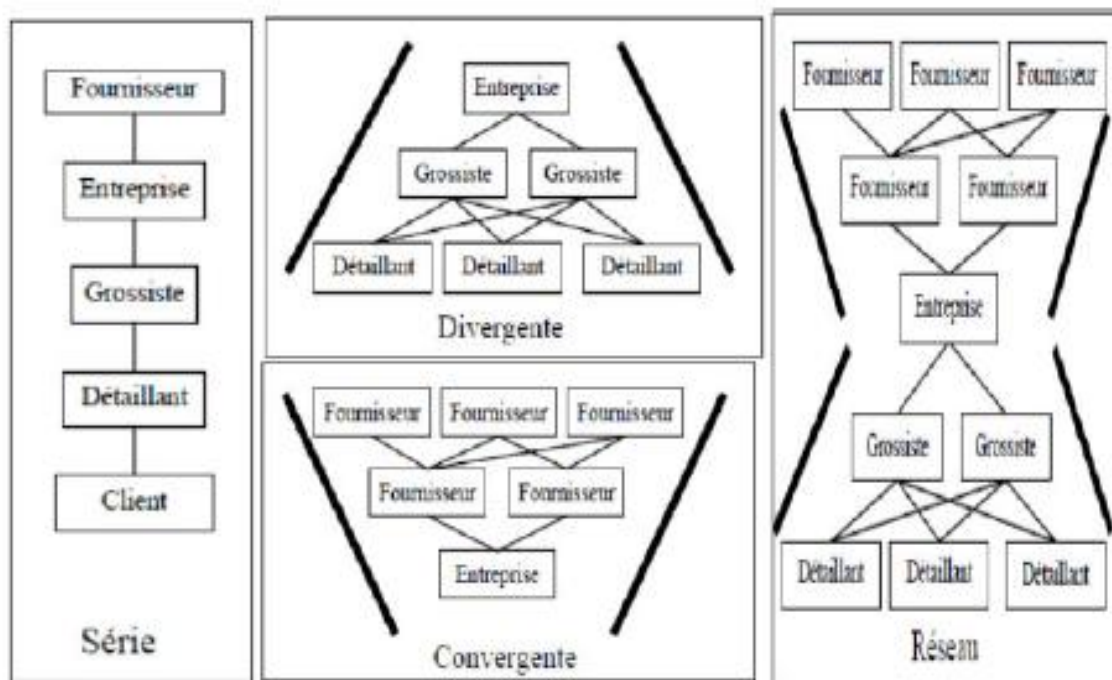 Fournisseur
Entreprise
Grossiste
Détaillant
Client
Série
Entreprise
Grossiste Grossiste
Détaillant Détaillant Détaillant
Divergente
Fournisseur Fournisseur Fournisseur
Fournisseur Fournisseur
Entreprise
Convergente
Fournisseur Fournisseur Fournisseur
Fournisseur Fournisseur
Entreprise
Grossiste Grossiste
Détaillant Détaillant Détaillant
Réseau